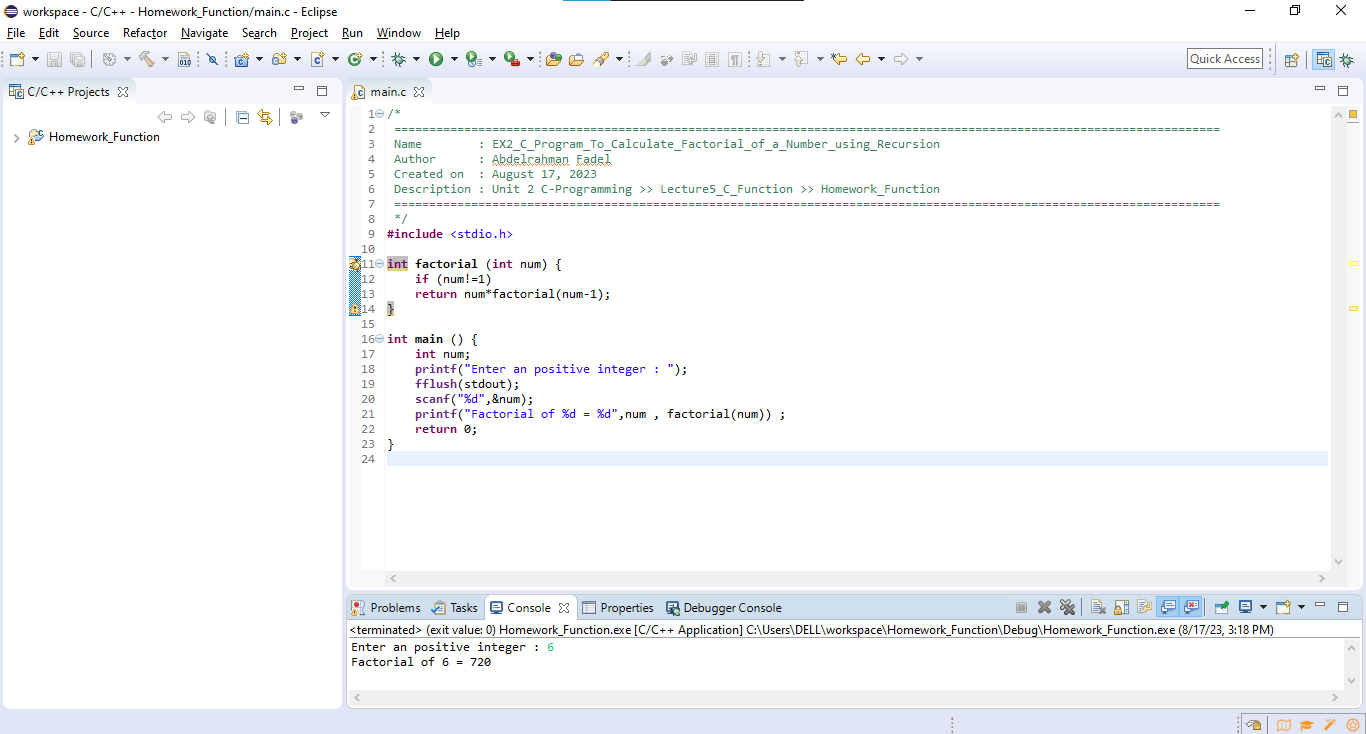 workspace - C/C++ - Homework_Function/main.c - Eclipse
File Edit Source Refactor Navigate Search Project Run Window Help
Quick Access
C/C++ Projects
main.c
Homework_Function
1 /*
2 ======================================================================================================================
3 Name : EX2_C_Program_To_Calculate_Factorial_of_a_Number_using_Recursion
4 Author : Abdelrahman Fadel
5 Created on : August 17, 2023
6 Description : Unit 2 C-Programming >> Lecture5_C_Function >> Homework_Function
7 ======================================================================================================================
8 */
9 #include <stdio.h>
10
11 int factorial (int num) {
12 if (num!=1)
13 return num*factorial(num-1);
14 }
15
16 int main () {
17 int num;
18 printf("Enter an positive integer : ");
19 fflush(stdout);
20 scanf("%d",&num);
21 printf("Factorial of %d = %d",num , factorial(num)) ;
22 return 0;
23 }
24
Problems Tasks Console Properties Debugger Console
<terminated> (exit value: 0) Homework_Function.exe [C/C++ Application] C:\Users\DELL\workspace\Homework_Function\Debug\Homework_Function.exe (8/17/23, 3:18 PM)
Enter an positive integer : 6
Factorial of 6 = 720